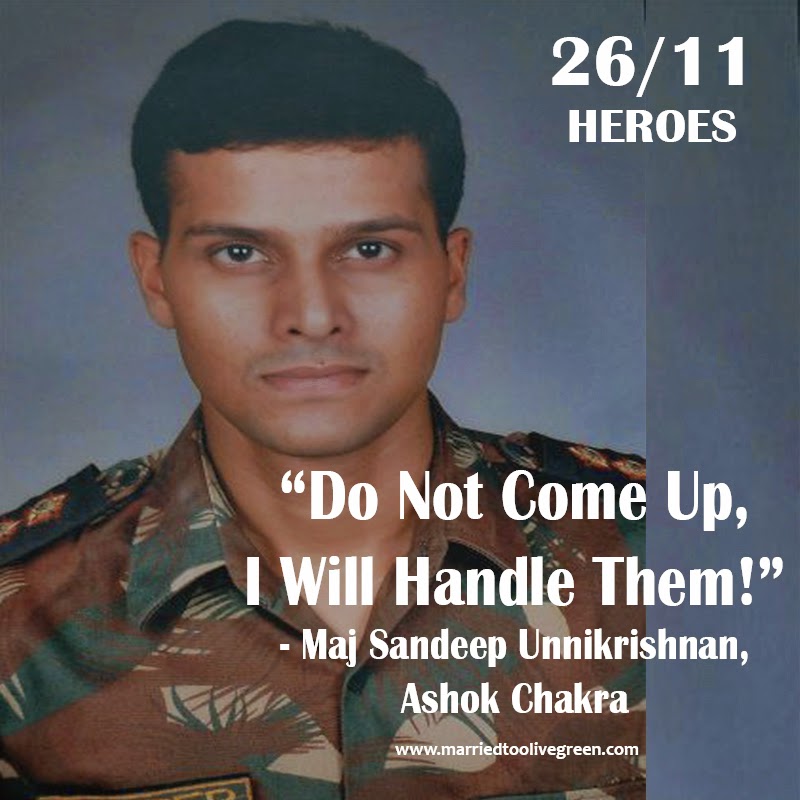 26/11
HEROES
“Do Not Come Up,
I Will Handle Them!”
- Maj Sandeep Unnikrishnan,
Ashok Chakra
www.marriedtoolivegreen.com